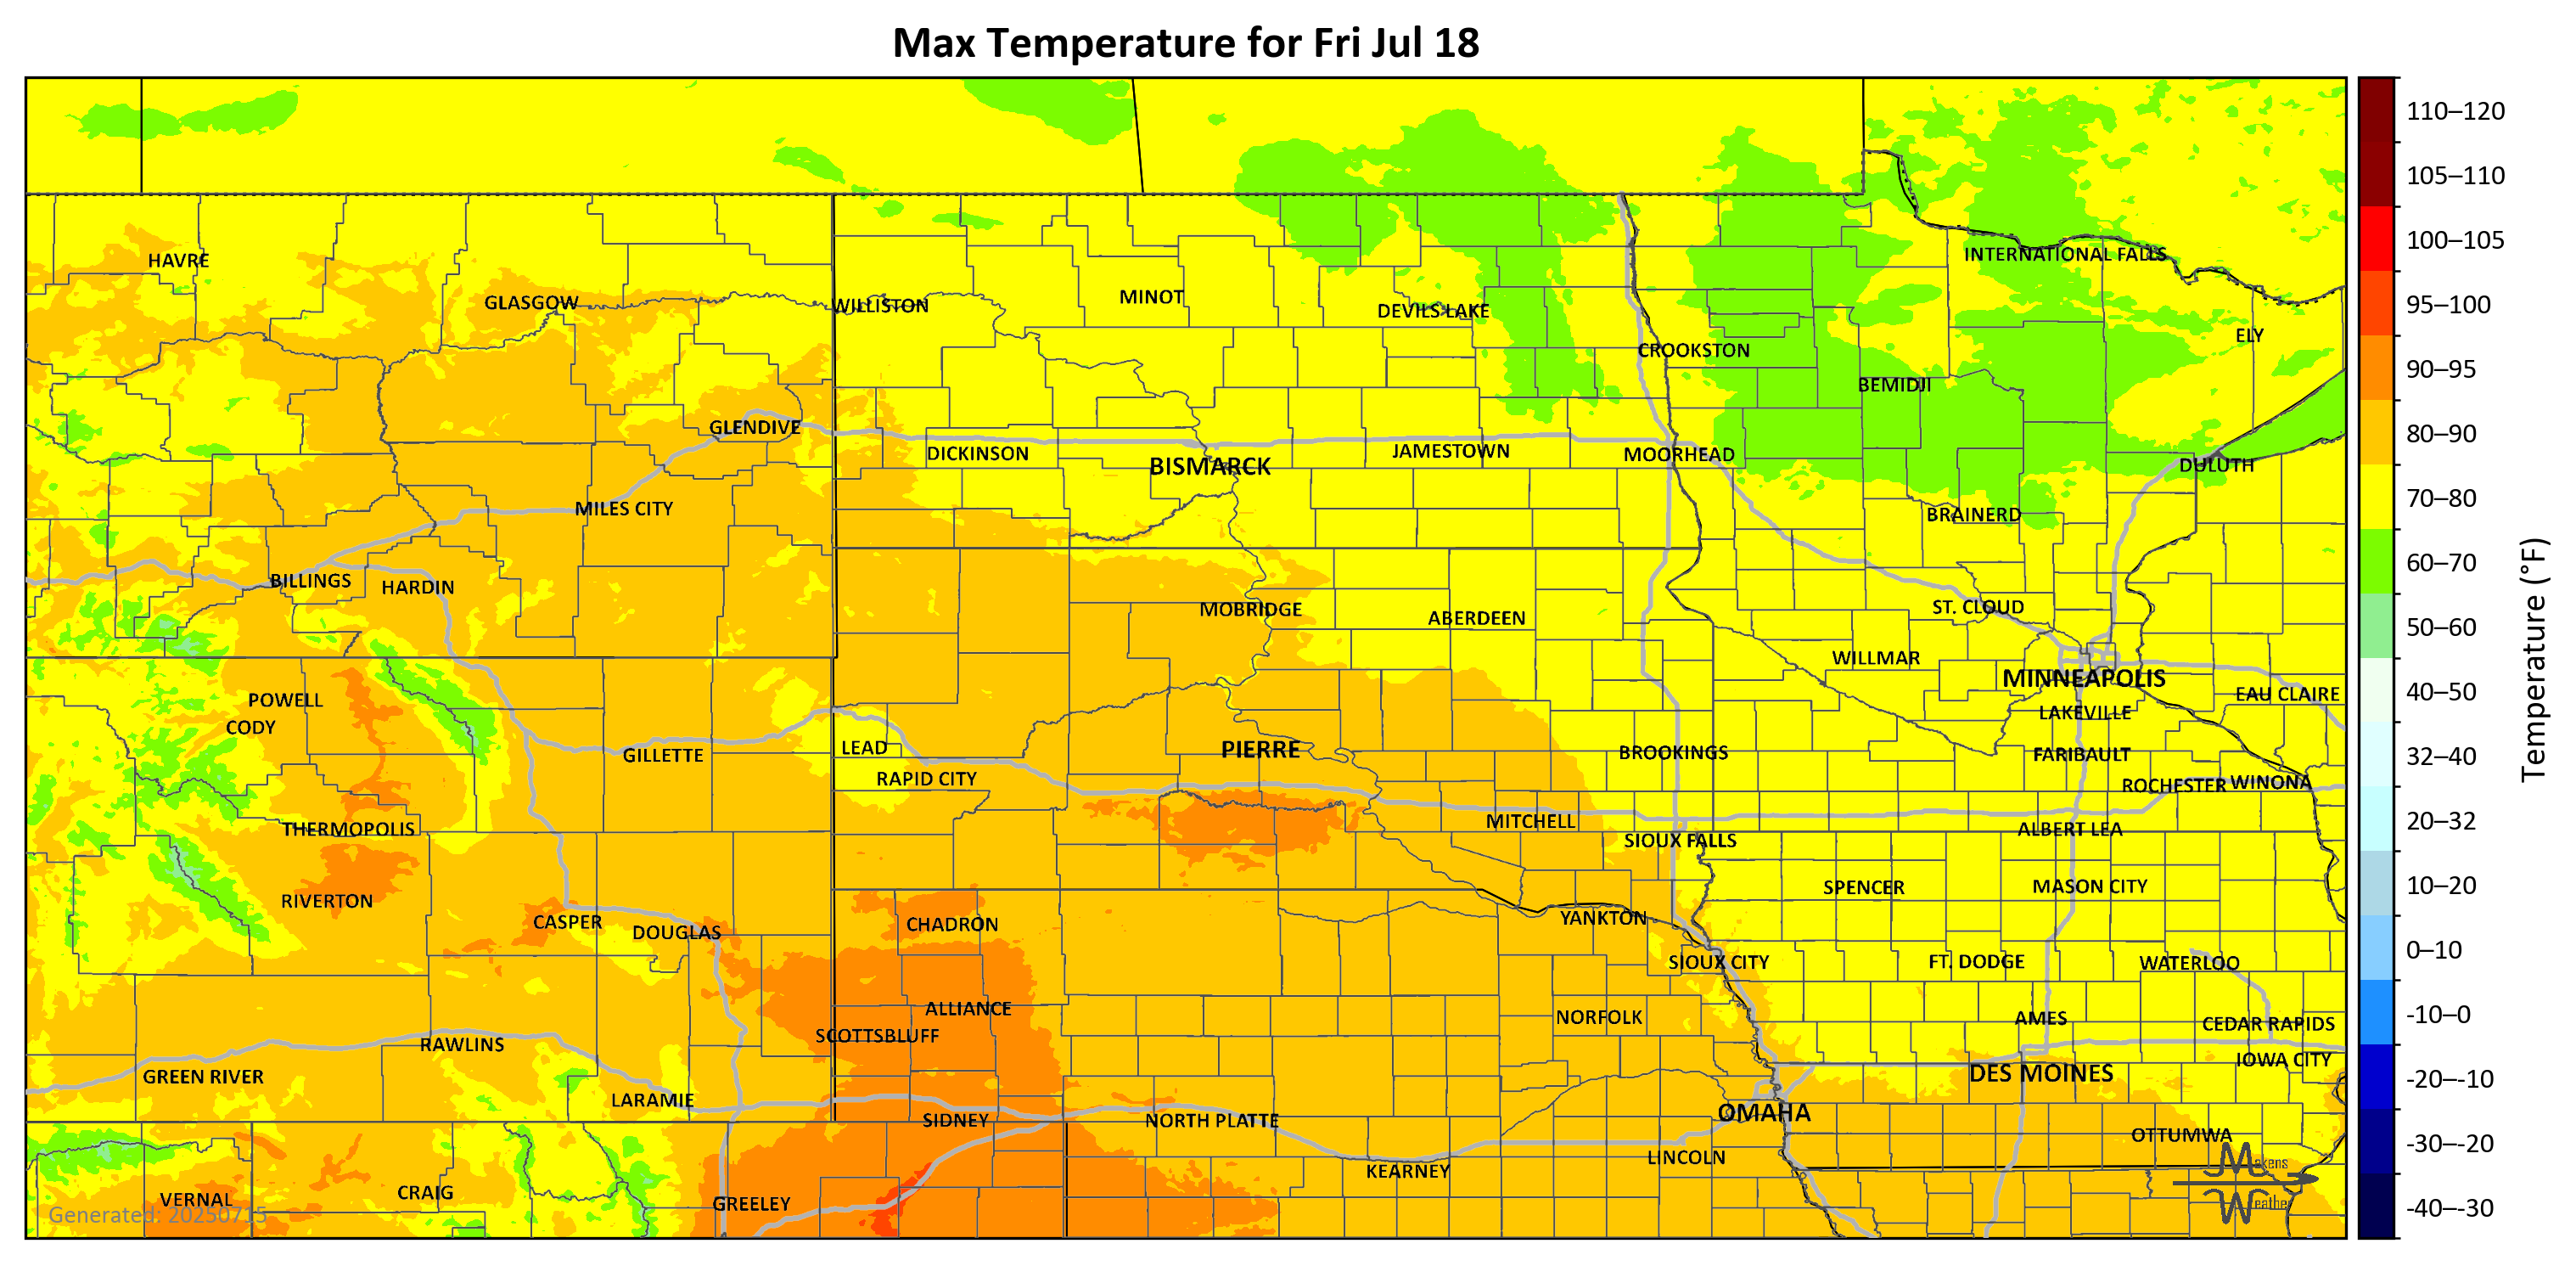 Max Temperature for Fri Jul 18
110–120
105–110
100–105
95–100
90–95
80–90
70–80
60–70
50–60
40–50
32–40
20–32
10–20
0–10
-10–0
-20–-10
-30–-20
-40–-30
Temperature (°F)
HAVRE
INTERNATIONAL FALLS
GLASGOW
WILLISTON
MINOT
DEVILS LAKE
ELY
CROOKSTON
BEMIDJI
GLENDIVE
DICKINSON
BISMARCK
JAMESTOWN
MOORHEAD
DULUTH
MILES CITY
BRAINERD
BILLINGS
HARDIN
MOBRIDGE
ABERDEEN
ST. CLOUD
WILLMAR
MINNEAPOLIS
EAU CLAIRE
POWELL
CODY
LAKEVILLE
GILLETTE
LEAD
PIERRE
BROOKINGS
FARIBAULT
RAPID CITY
ROCHESTER
WINONA
THERMOPOLIS
MITCHELL
SIOUX FALLS
ALBERT LEA
RIVERTON
SPENCER
MASON CITY
CASPER
DOUGLAS
CHADRON
YANKTON
SIOUX CITY
FT. DODGE
WATERLOO
ALLIANCE
SCOTTSBLUFF
NORFOLK
AMES
CEDAR RAPIDS
RAWLINS
GREEN RIVER
DES MOINES
IOWA CITY
LARAMIE
SIDNEY
NORTH PLATTE
OMAHA
OTTUMWA
KEARNEY
LINCOLN
VERNAL
CRAIG
GREELEY
Makens
Weather
Generated: 20250715